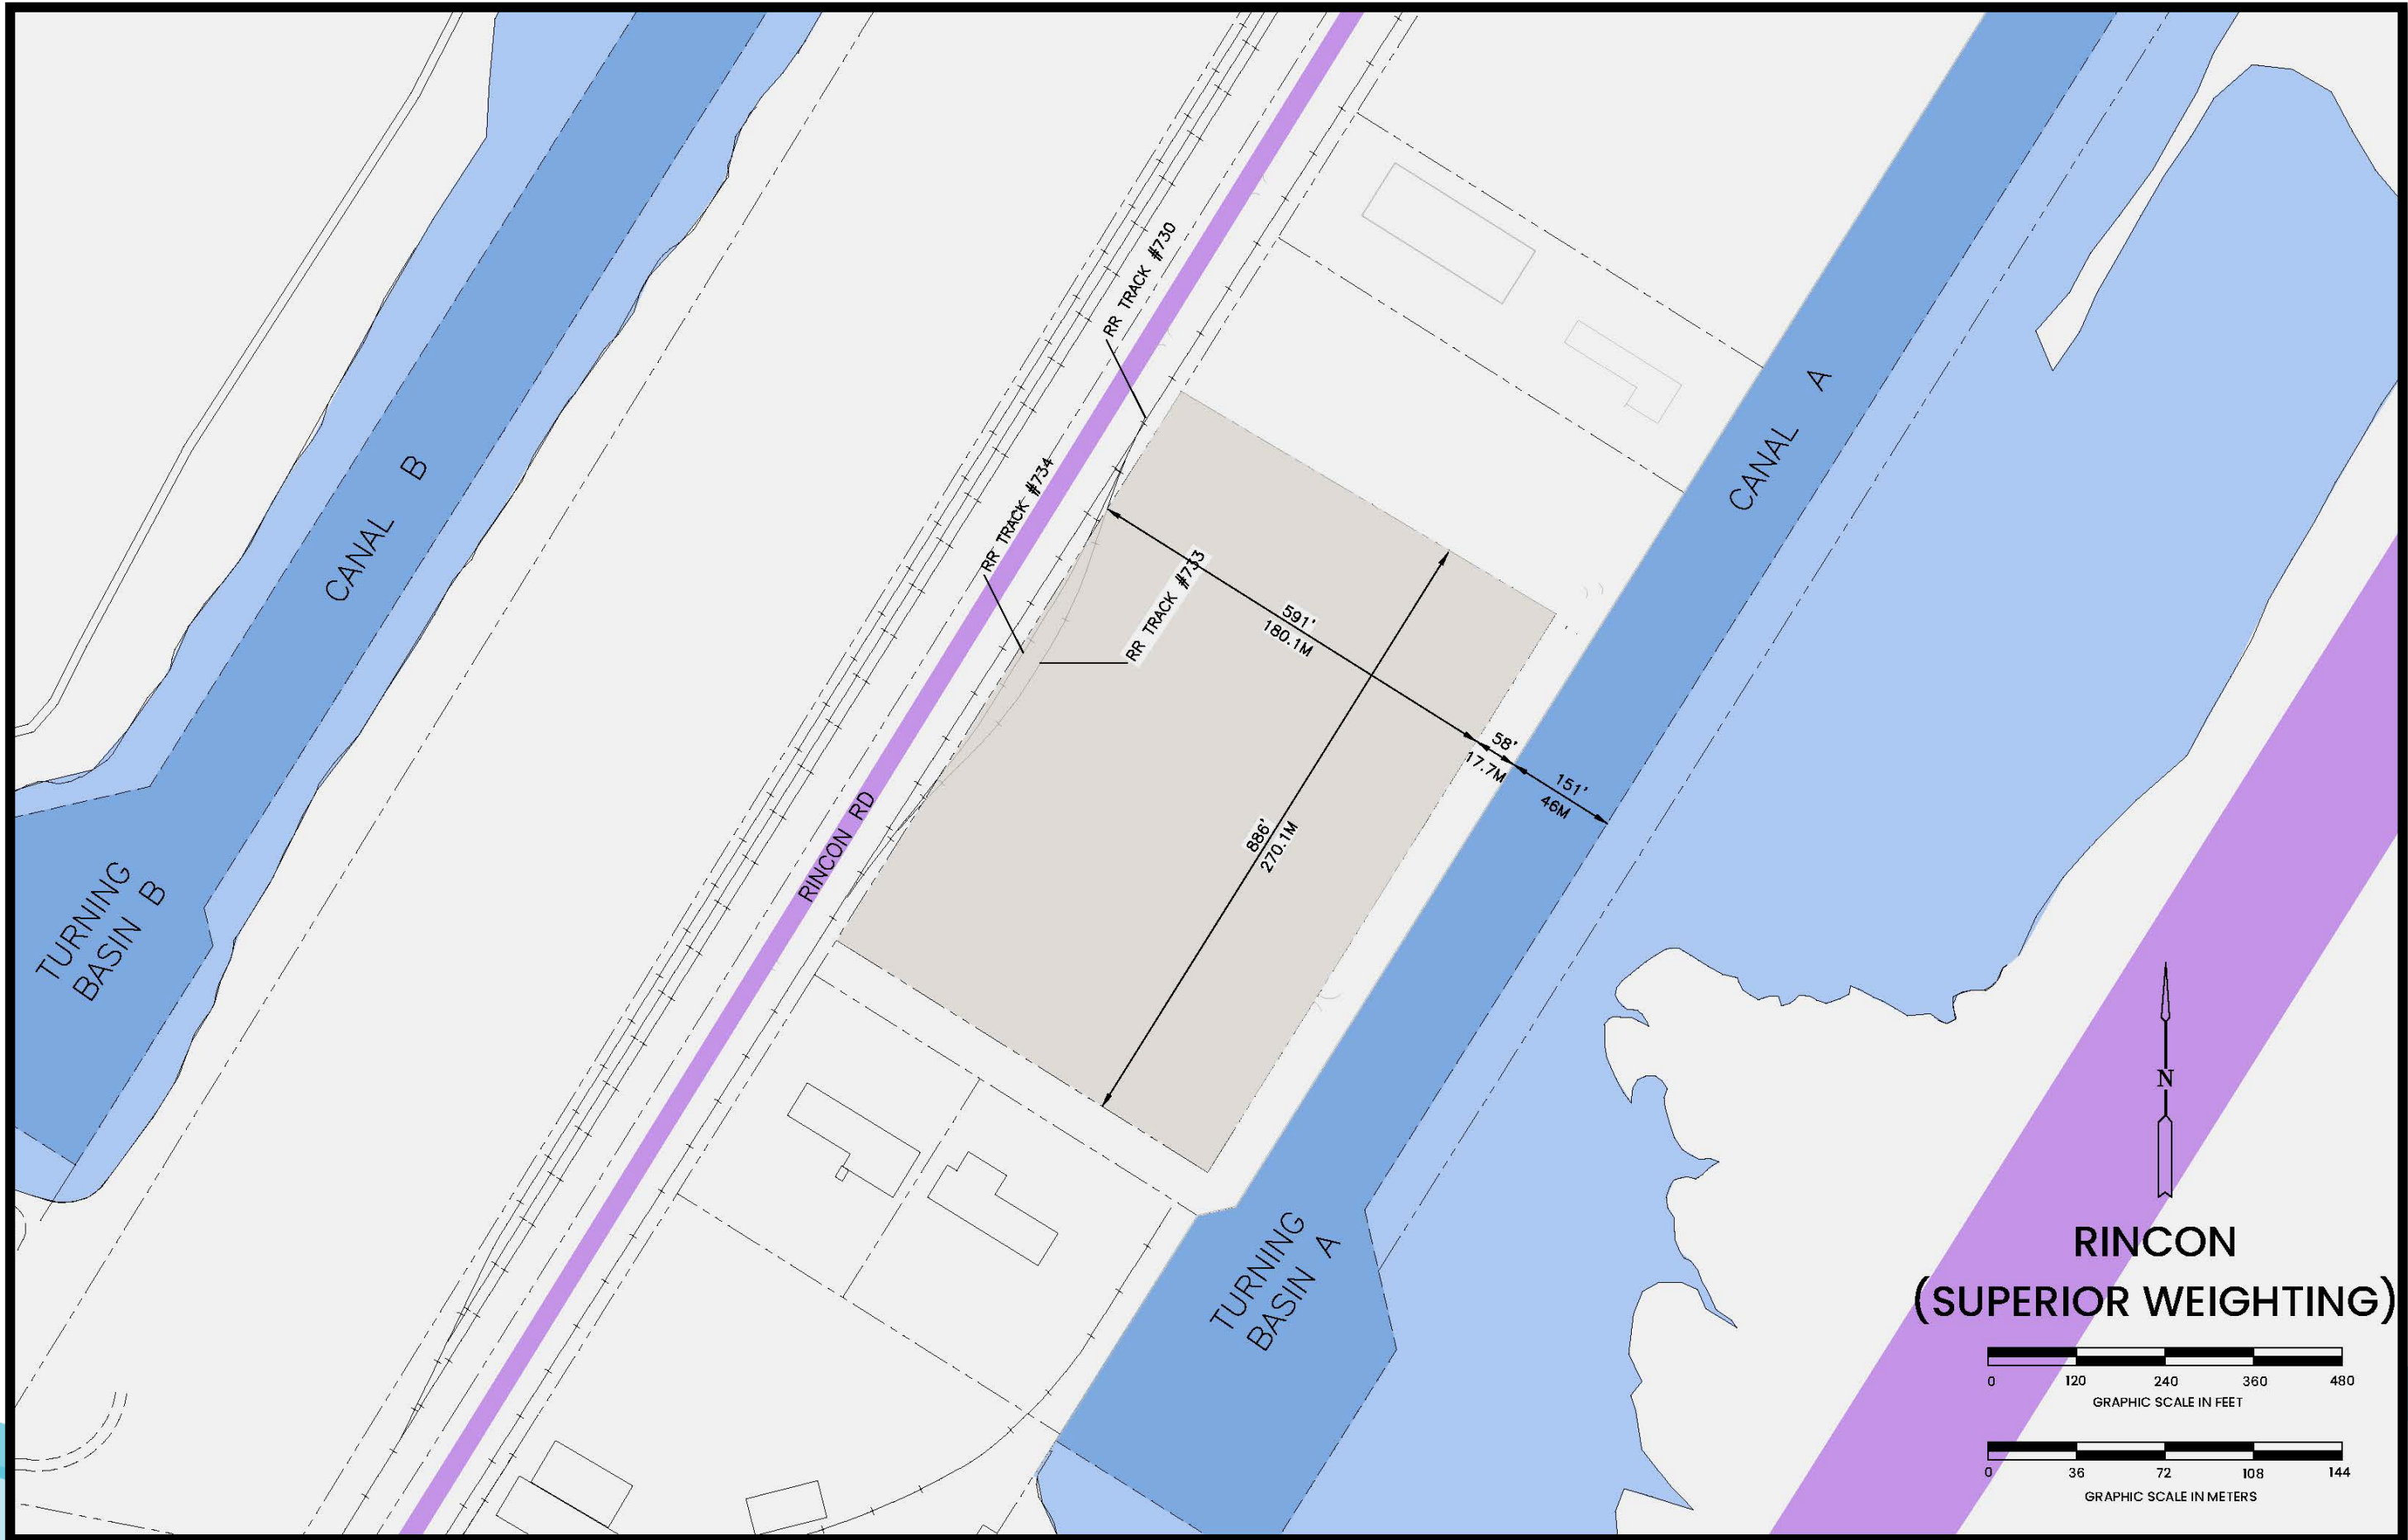 RR TRACK #730
CANAL A
CANAL B
RR TRACK #734
RR TRACK #733
591'
180.1M
58'
17.7M
151'
46M
886'
270.1M
RINCON RD
TURNING
BASIN B
TURNING
BASIN A
N
RINCON
(SUPERIOR WEIGHTING)
0 120 240 360 480
GRAPHIC SCALE IN FEET
0 36 72 108 144
GRAPHIC SCALE IN METERS